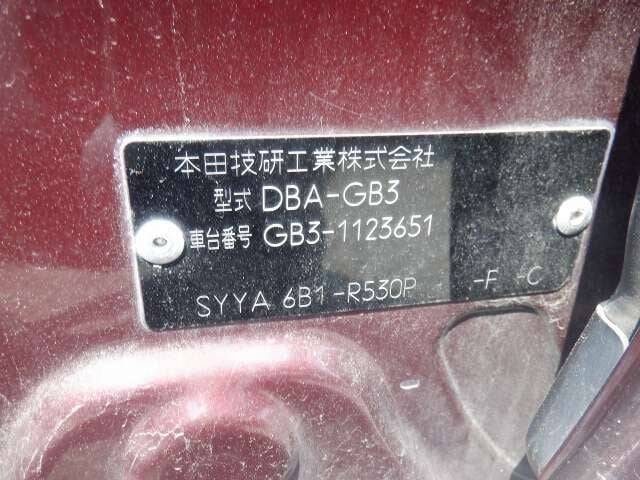 本田技研工業株式会社
型式 DBA-GB3
車台番号 GB3-1123651
SYYA 6B1-R530P -F -C